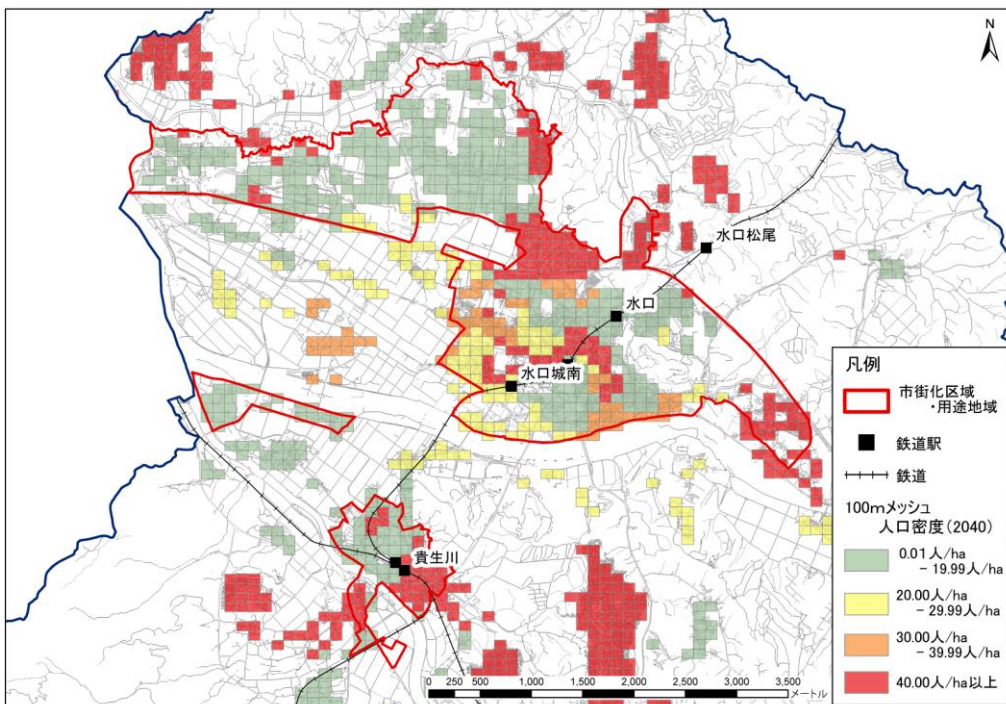 N
水口松尾
水口
水口城南
貴生川
凡例
市街化区域
・用途地域
鉄道駅
鉄道
100mメッシュ
人口密度(2040)
0.01人/ha
- 19.99人/ha
20.00人/ha
- 29.99人/ha
30.00人/ha
- 39.99人/ha
40.00人/ha以上
0 250 500 1,000 1,500 2,000 2,500 3,000 3,500
メートル